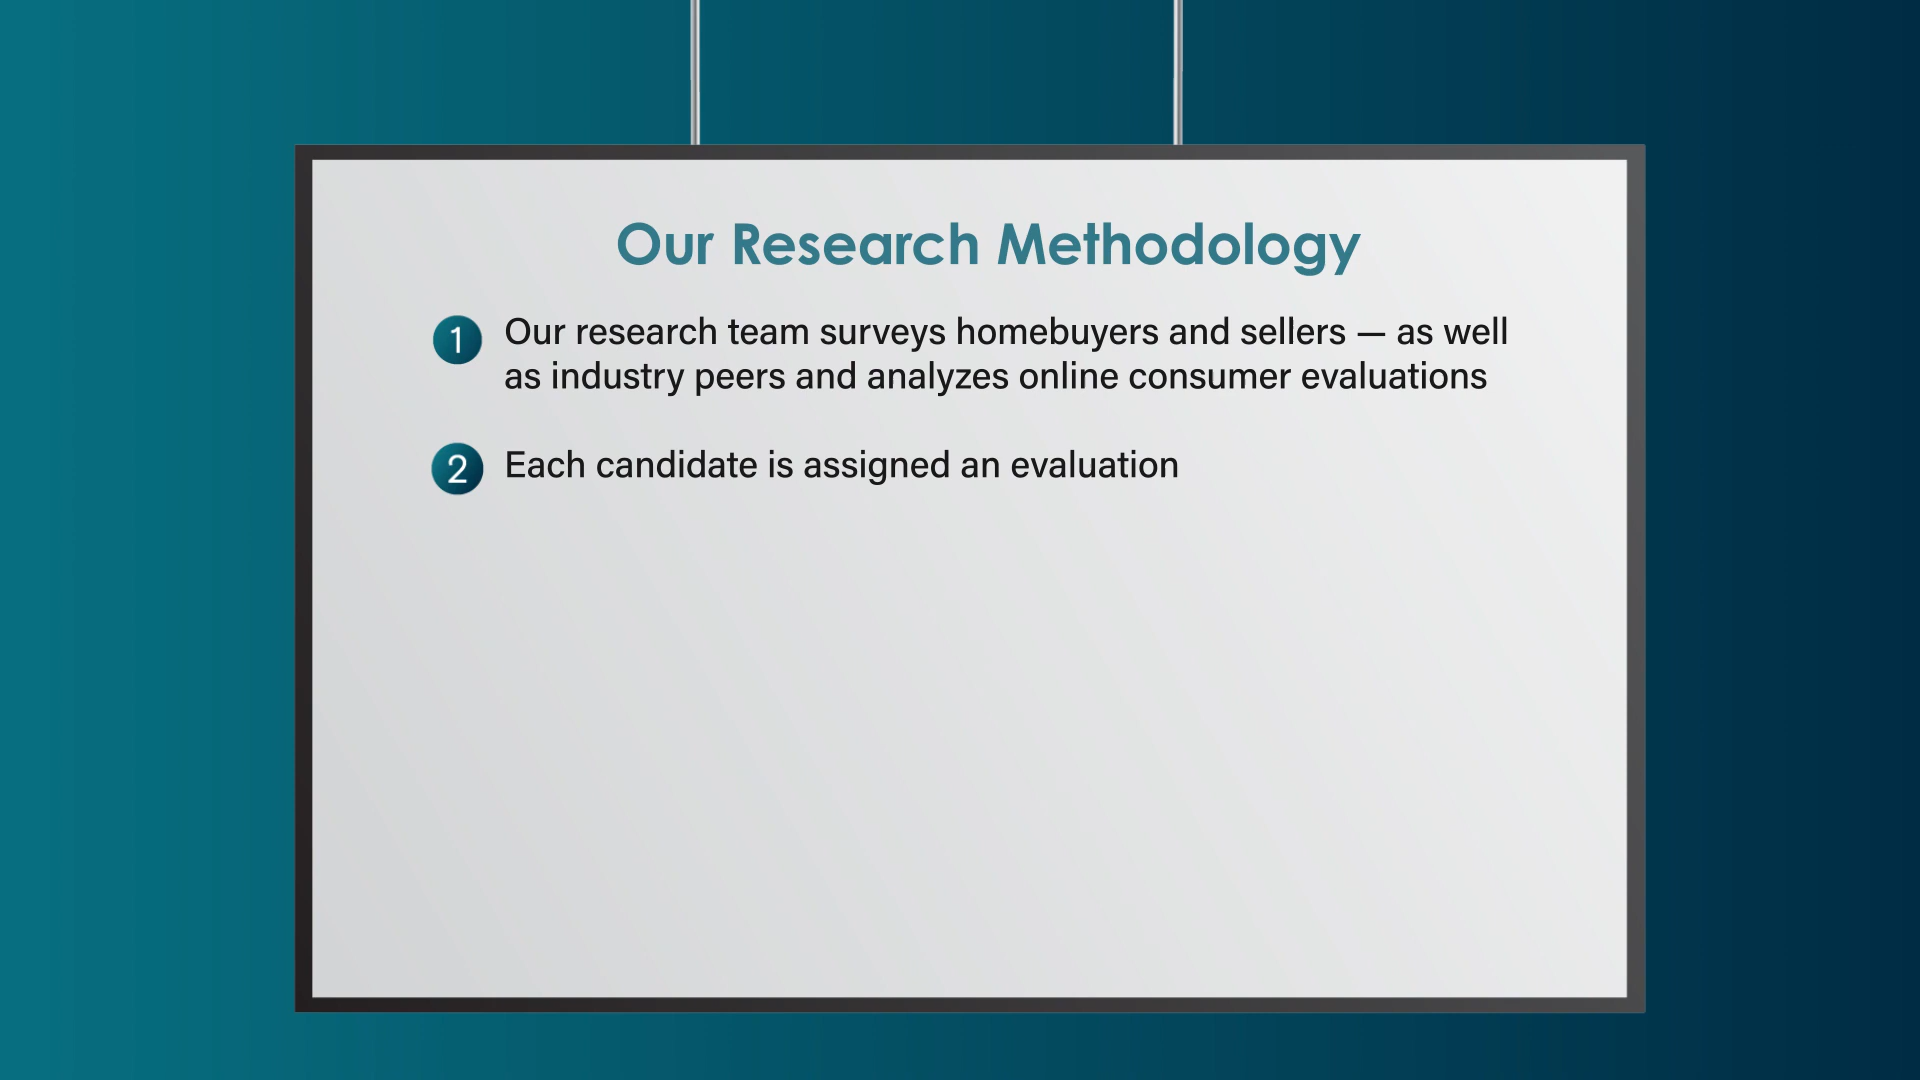 Our Research Methodology
1 Our research team surveys homebuyers and sellers — as well
as industry peers and analyzes online consumer evaluations
2 Each candidate is assigned an evaluation